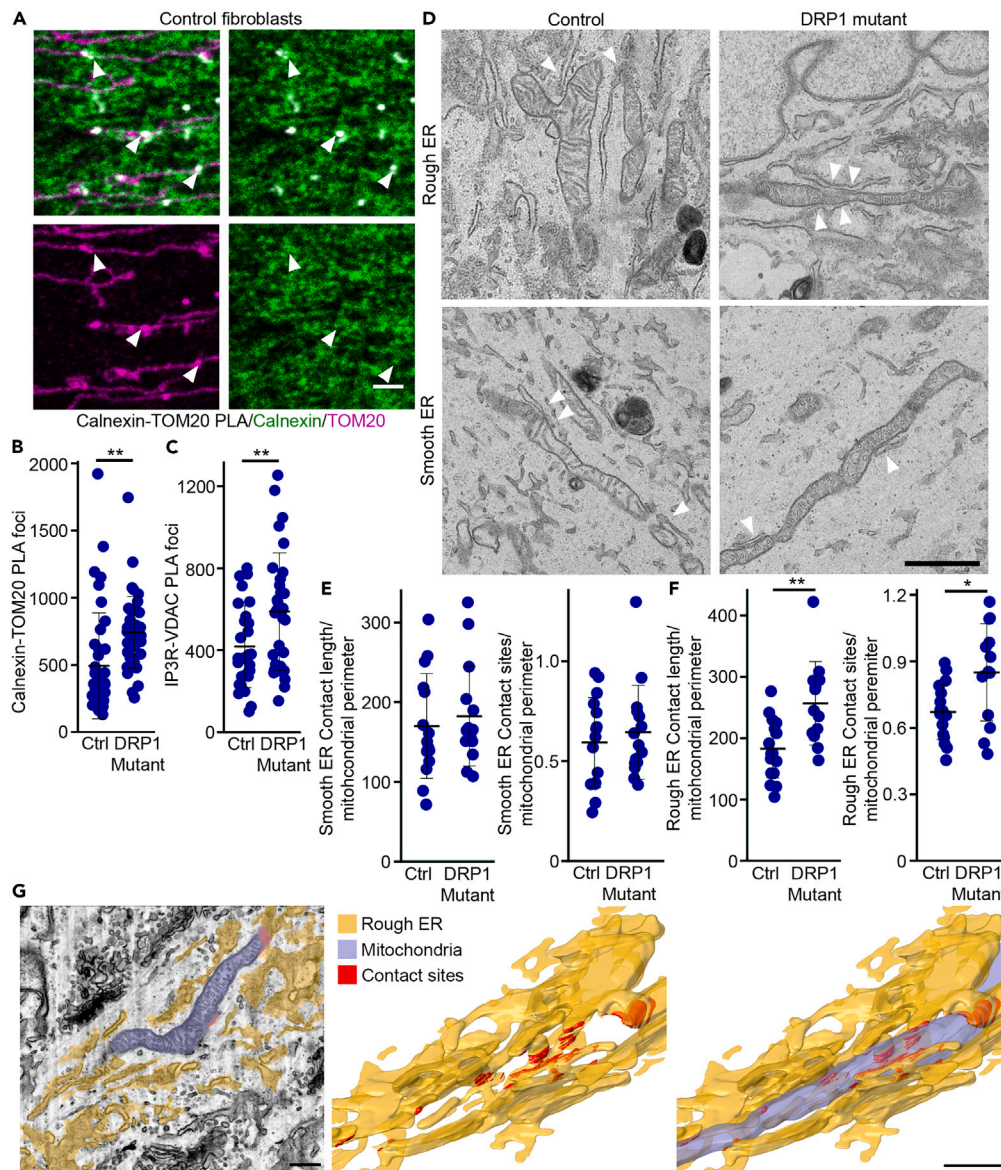 A
Control fibroblasts
Calnexin-TOM20 PLA/Calnexin/TOM20
D
Control
DRP1 mutant
Rough ER
Smooth ER
B
**
Calnexin-TOM20 PLA foci
2000
1500
1000
500
0
Ctrl DRP1
Mutant
C
**
IP3R-VDAC PLA foci
1200
800
400
0
Ctrl DRP1
Mutant
E
Smooth ER Contact length/
mitohcondrial perimeter
300
200
100
0
Ctrl DRP1
Mutant
Smooth ER Contact sites/
mitochondrial perimeter
1.0
0.5
0
Ctrl DRP1
Mutant
F
**
Rough ER Contact length/
mitochondrial perimeter
400
300
200
100
0
Ctrl DRP1
Mutant
*
Rough ER Contact sites/
mitochondrial peremiter
1.2
0.9
0.6
0.3
0
Ctrl DRP1
Mutant
G
Rough ER
Mitochondria
Contact sites